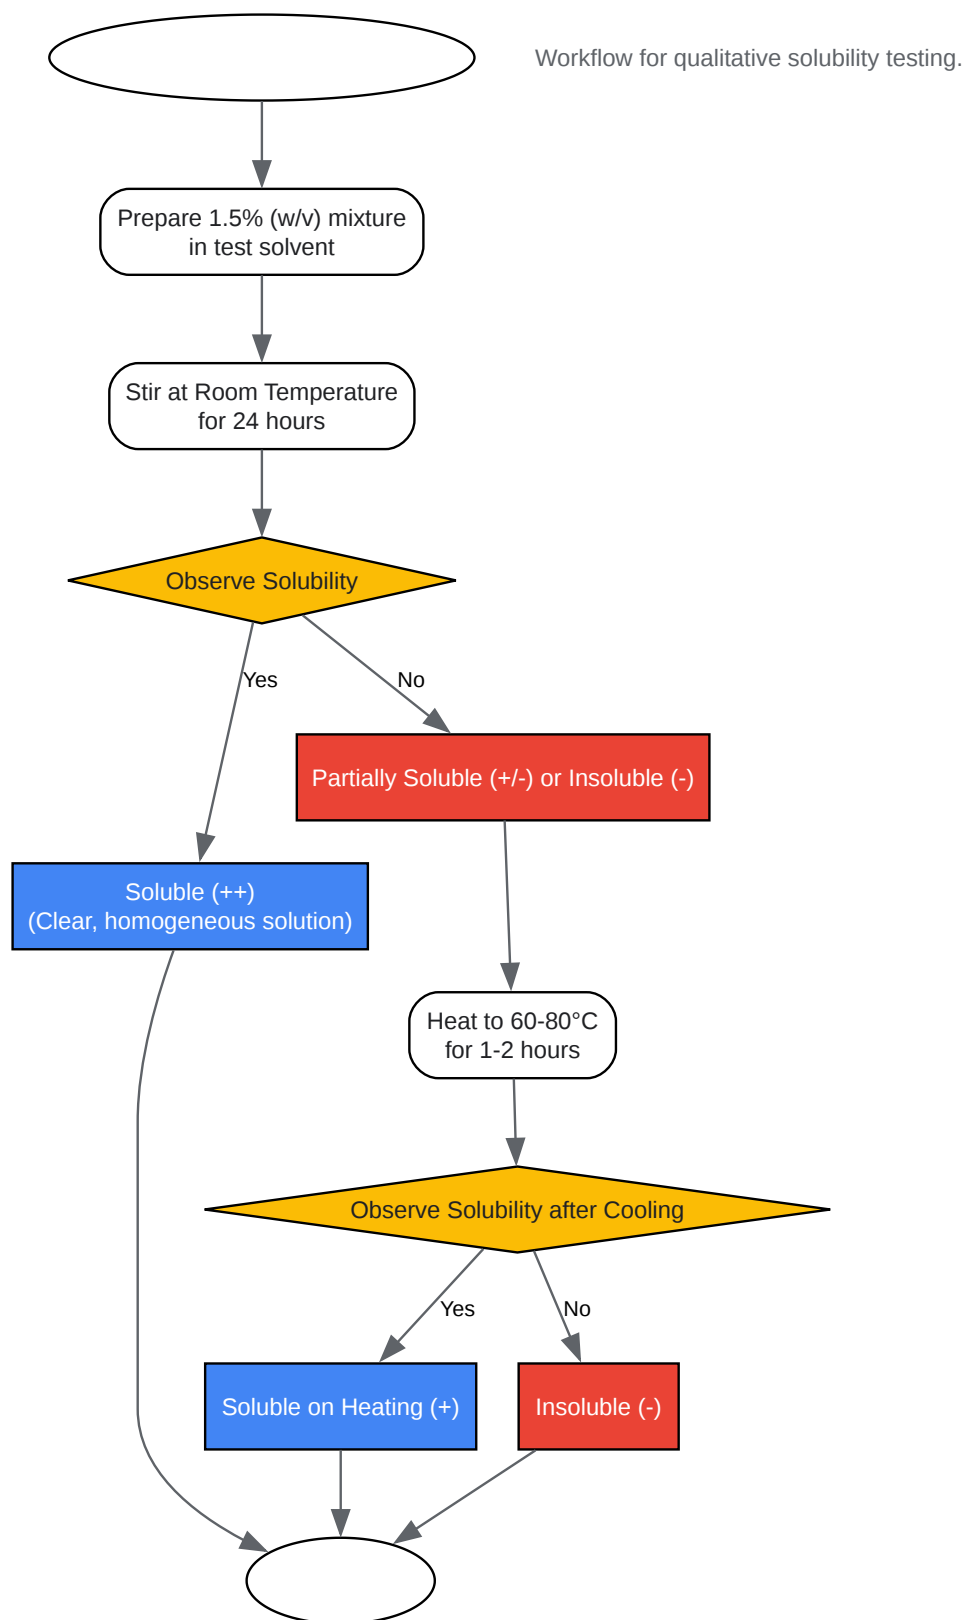 Workflow for qualitative solubility testing.
Prepare 1.5% (w/v) mixture
in test solvent
Stir at Room Temperature
for 24 hours
Observe Solubility
Yes
No
Partially Soluble (+/-) or Insoluble (-)
Soluble (++)
(Clear, homogeneous solution)
Heat to 60-80°C
for 1-2 hours
Observe Solubility after Cooling
Yes
No
Soluble on Heating (+)
Insoluble (-)